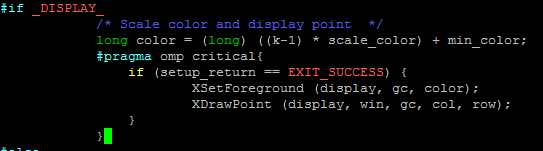 #if _DISPLAY_
/* Scale color and display point  */
long color = (long) ((k-1) * scale_color) + min_color;
#pragma omp critical{
if (setup_return == EXIT_SUCCESS) {
XSetForeground (display, gc, color);
XDrawPoint (display, win, gc, col, row);
}
}
#else